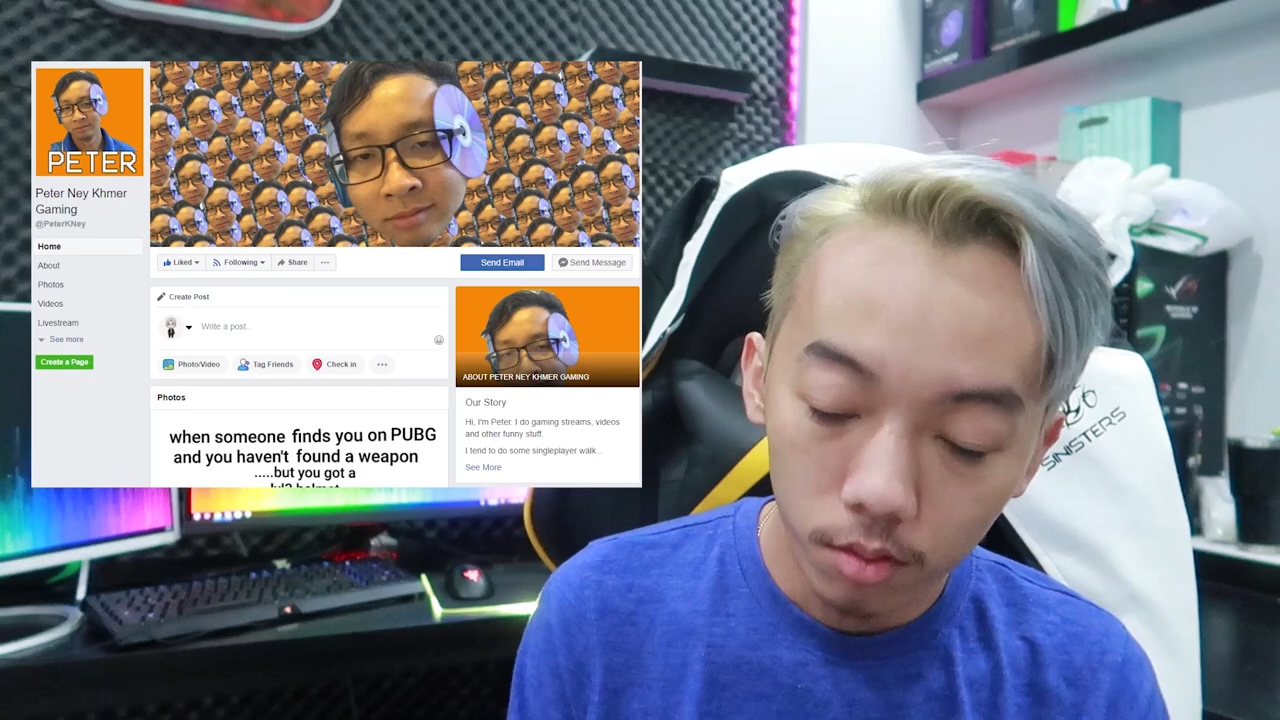 PETER
Peter Ney Khmer
Gaming
@PeterKNey
Home
About
Photos
Videos
Livestream
See more
Create a Page
Liked
Following
Share
Send Email
Send Message
Create Post
Write a post...
Photo/Video
Tag Friends
Check in
Photos
when someone finds you on PUBG
and you haven't found a weapon
.....but you got a
lvl3 helmet
ABOUT PETER NEY KHMER GAMING
Our Story
Hi, I'm Peter. I do gaming streams, videos
and other funny stuff.
I tend to do some singleplayer walk...
See More
SINISTERS